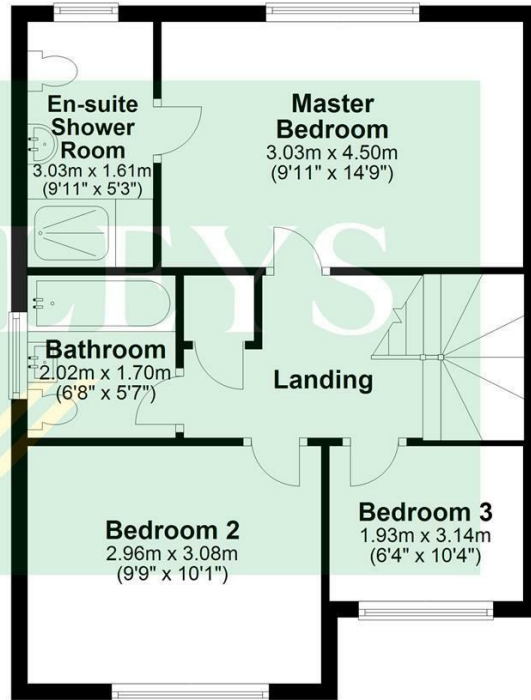 En-suite
Shower
Room
3.03m x 1.61m
(9'11" x 5'3")
Master
Bedroom
3.03m x 4.50m
(9'11" x 14'9")
LEYS
Bathroom
2.02m x 1.70m
(6'8" x 5'7")
Landing
Bedroom 2
2.96m x 3.08m
(9'9" x 10'1")
Bedroom 3
1.93m x 3.14m
(6'4" x 10'4")